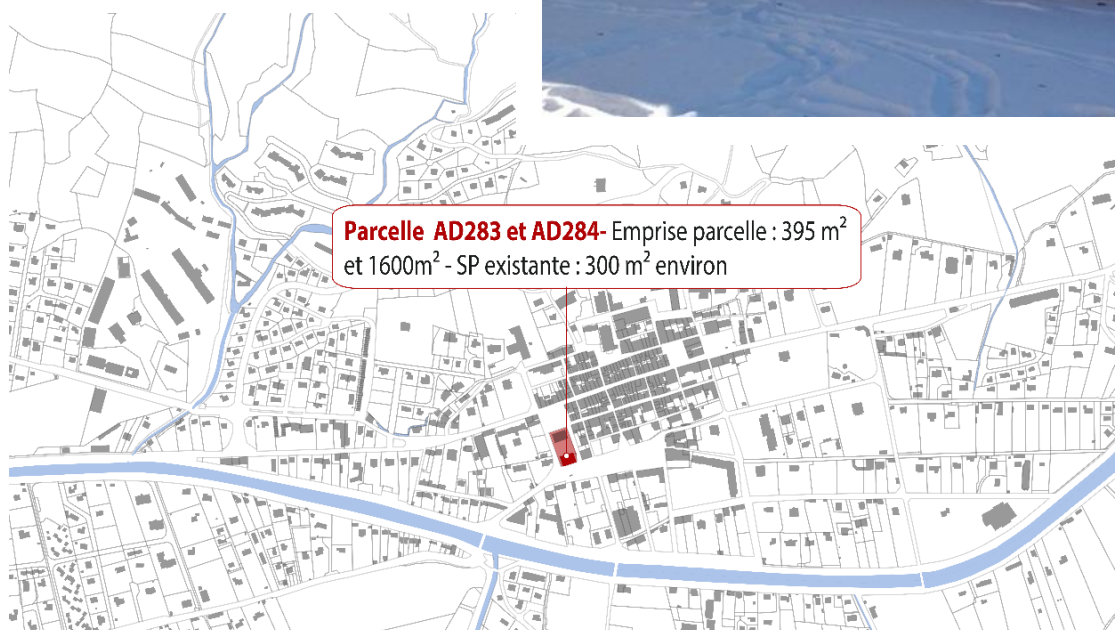 Parcelle AD283 et AD284- Emprise parcelle : 395 m²
et 1600m² - SP existante : 300 m² environ